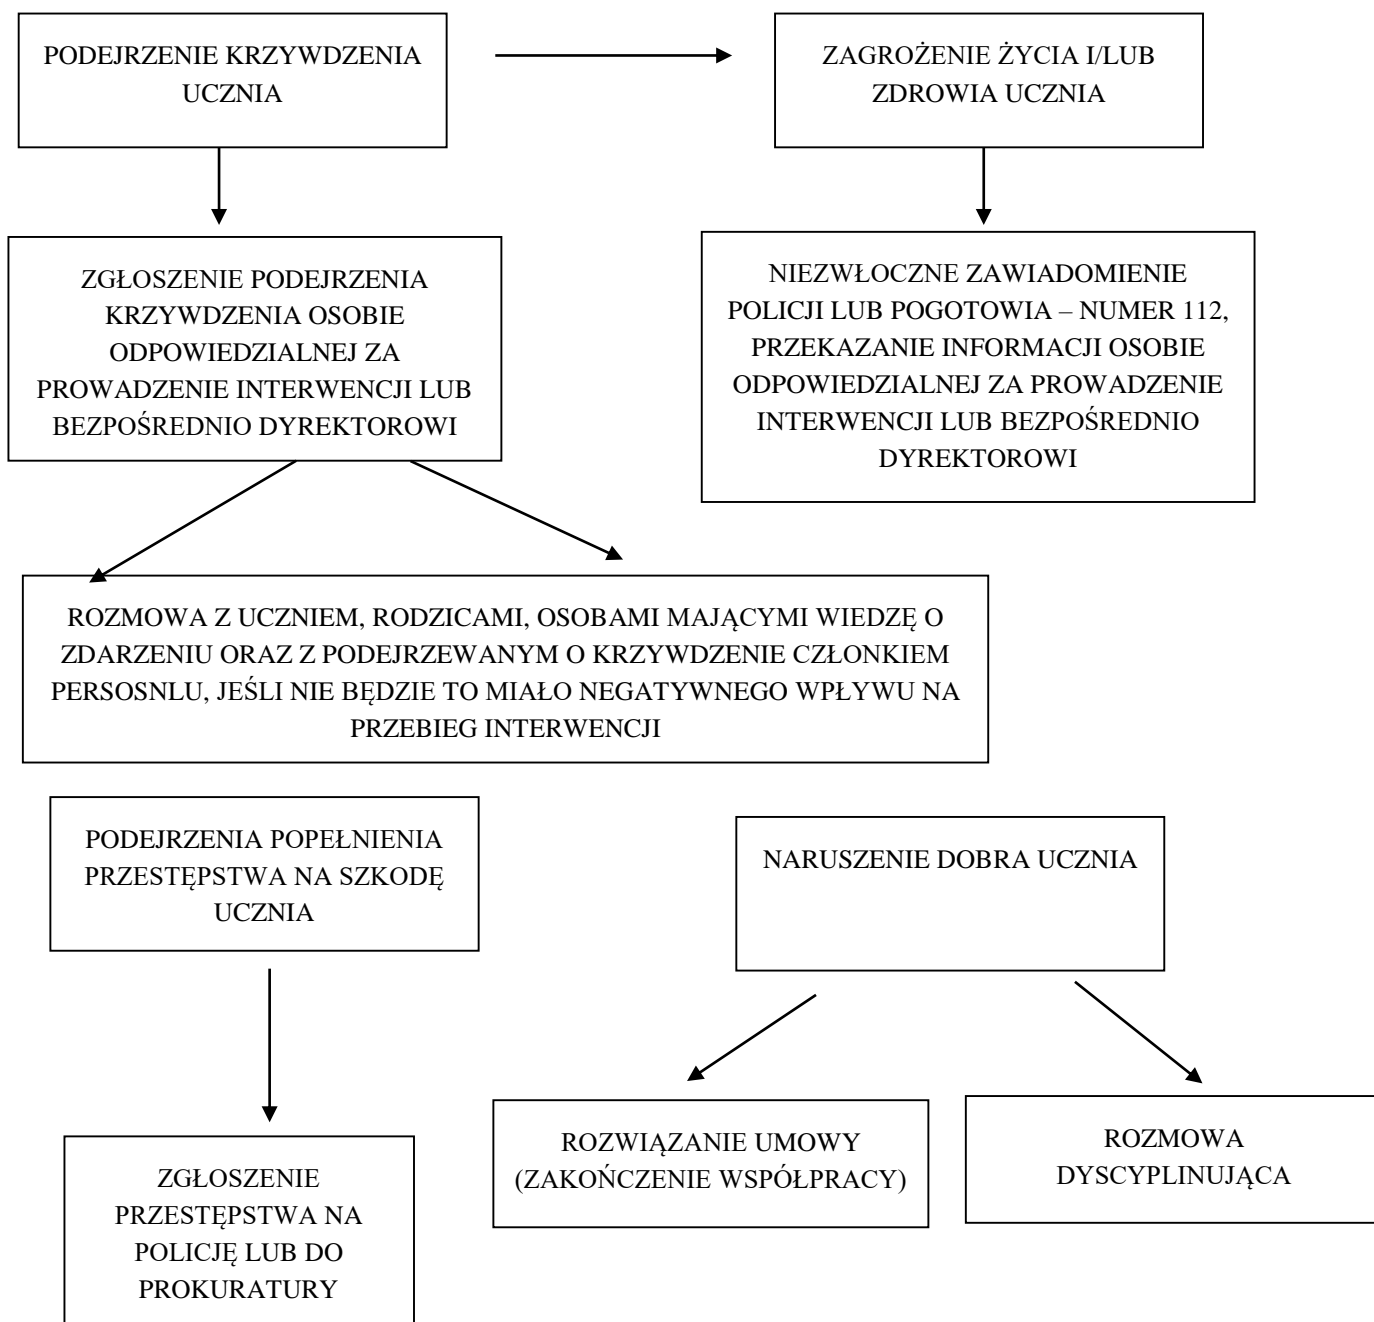 PODEJRZENIE KRZYWDZENIA
UCZNIA
ZAGROŻENIE ŻYCIA I/LUB
ZDROWIA UCZNIA
ZGŁOSZENIE PODEJRZENIA
KRZYWDZENIA OSOBIE
ODPOWIEDZIALNEJ ZA
PROWADZENIE INTERWENCJI LUB
BEZPOŚREDNIO DYREKTOROWI
NIEZWŁOCZNE ZAWIADOMIENIE
POLICJI LUB POGOTOWIA – NUMER 112,
PRZEKAZANIE INFORMACJI OSOBIE
ODPOWIEDZIALNEJ ZA PROWADZENIE
INTERWENCJI LUB BEZPOŚREDNIO
DYREKTOROWI
ROZMOWA Z UCZNIEM, RODZICAMI, OSOBAMI MAJĄCYMI WIEDZĘ O
ZDARZENIU ORAZ Z PODEJRZEWANYM O KRZYWDZENIE CZŁONKIEM
PERSOSNLU, JEŚLI NIE BĘDZIE TO MIAŁO NEGATYWNEGO WPŁYWU NA
PRZEBIEG INTERWENCJI
PODEJRZENIA POPEŁNIENIA
PRZESTĘPSTWA NA SZKODĘ
UCZNIA
NARUSZENIE DOBRA UCZNIA
ZGŁOSZENIE
PRZESTĘPSTWA NA
POLICJĘ LUB DO
PROKURATURY
ROZWIĄZANIE UMOWY
(ZAKOŃCZENIE WSPÓŁPRACY)
ROZMOWA
DYSCYPLINUJĄCA